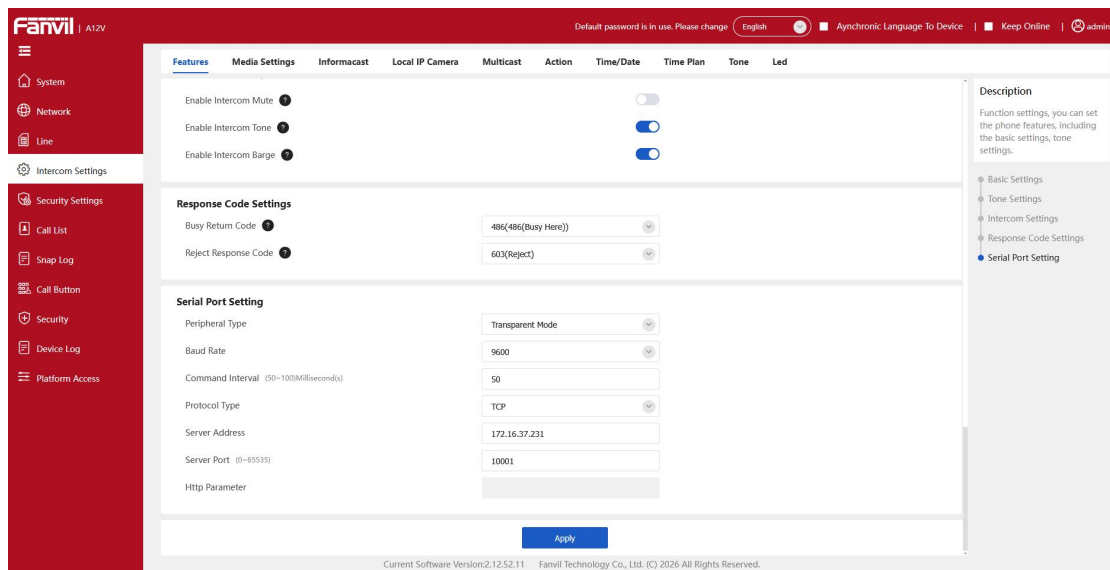 Fanvil | A12V
Default password is in use. Please change English Aynchronic Language To Device | Keep Online | admin
System
Network
Line
Intercom Settings
Security Settings
Call List
Snap Log
Call Button
Security
Device Log
Platform Access
Features Media Settings Informacast Local IP Camera Multicast Action Time/Date Time Plan Tone Led
Enable Intercom Mute ?
Enable Intercom Tone ?
Enable Intercom Barge ?
Response Code Settings
Busy Return Code ? 486(486(Busy Here))
Reject Response Code ? 603(Reject)
Serial Port Setting
Peripheral Type Transparent Mode
Baud Rate 9600
Command Interval (50~100)Millisecond(s) 50
Protocol Type TCP
Server Address 172.16.37.231
Server Port (0~65535) 10001
Http Parameter
Apply
Description
Function settings, you can set
the phone features, including
the basic settings, tone
settings.
Basic Settings
Tone Settings
Intercom Settings
Response Code Settings
Serial Port Setting
Current Software Version:2.12.52.11 Fanvil Technology Co., Ltd. (C) 2026 All Rights Reserved.